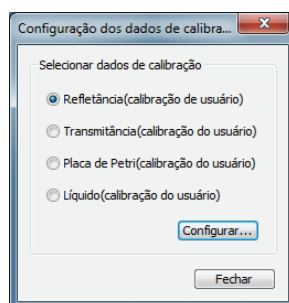 Configuração dos dados de calibra...
Selecionar dados de calibração
Refletância(calibração de usuário)
Transmitância(calibração do usuário)
Placa de Petri(calibração do usuário)
Líquido(calibração do usuário)
Configurar...
Fechar